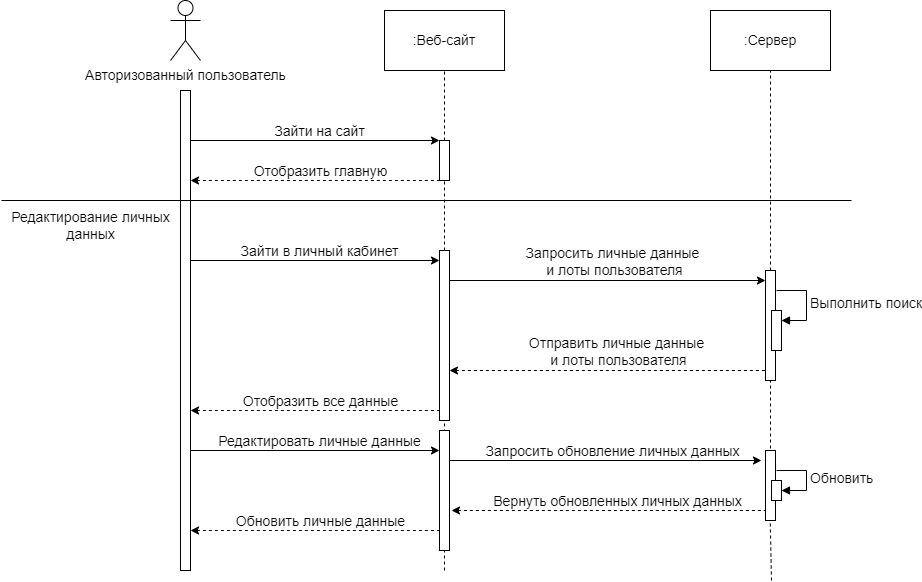 :Веб-сайт
:Сервер
Авторизованный пользователь
Зайти на сайт
Отобразить главную
Редактирование личных
данных
Зайти в личный кабинет
Запросить личные данные
и лоты пользователя
Выполнить поиск
Отправить личные данные
и лоты пользователя
Отобразить все данные
Редактировать личные данные
Запросить обновление личных данных
Обновить
Вернуть обновленных личных данных
Обновить личные данные